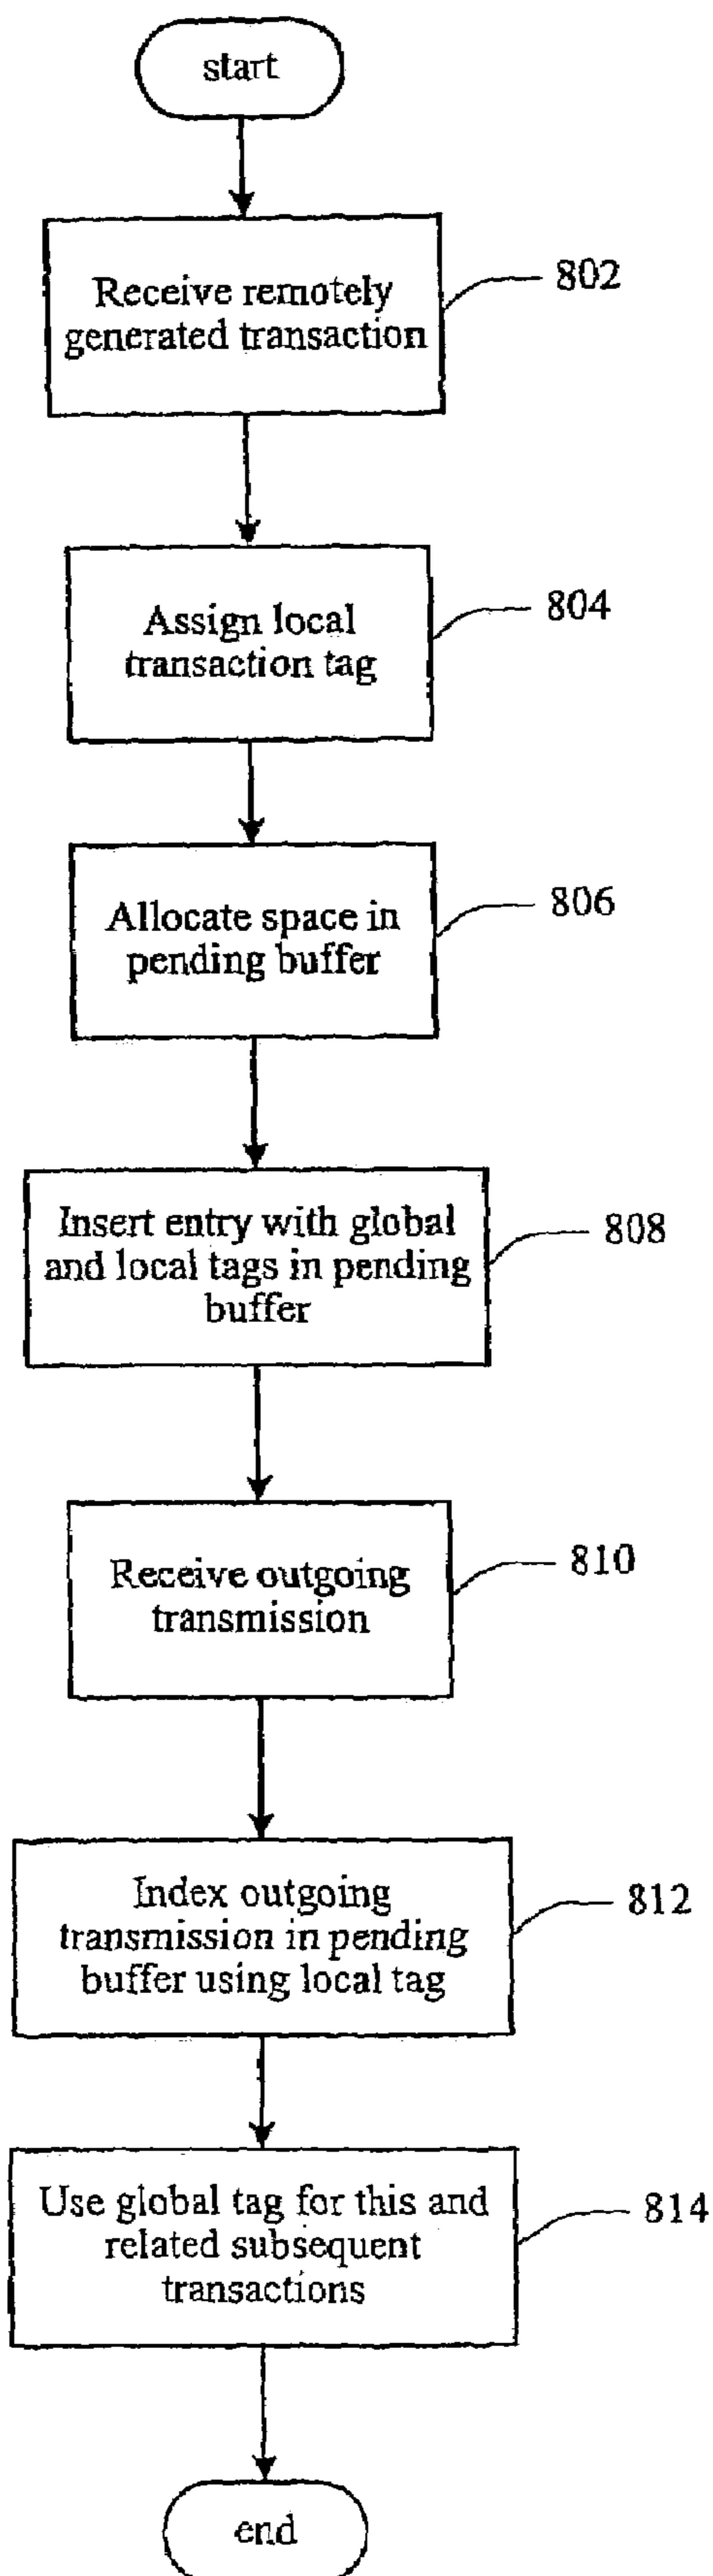 start
Receive remotely
generated transaction
802
Assign local
transaction tag
804
Allocate space in
pending buffer
806
Insert entry with global
and local tags in pending
buffer
808
Receive outgoing
transmission
810
Index outgoing
transmission in pending
buffer using local tag
812
Use global tag for this and
related subsequent
transactions
814
end